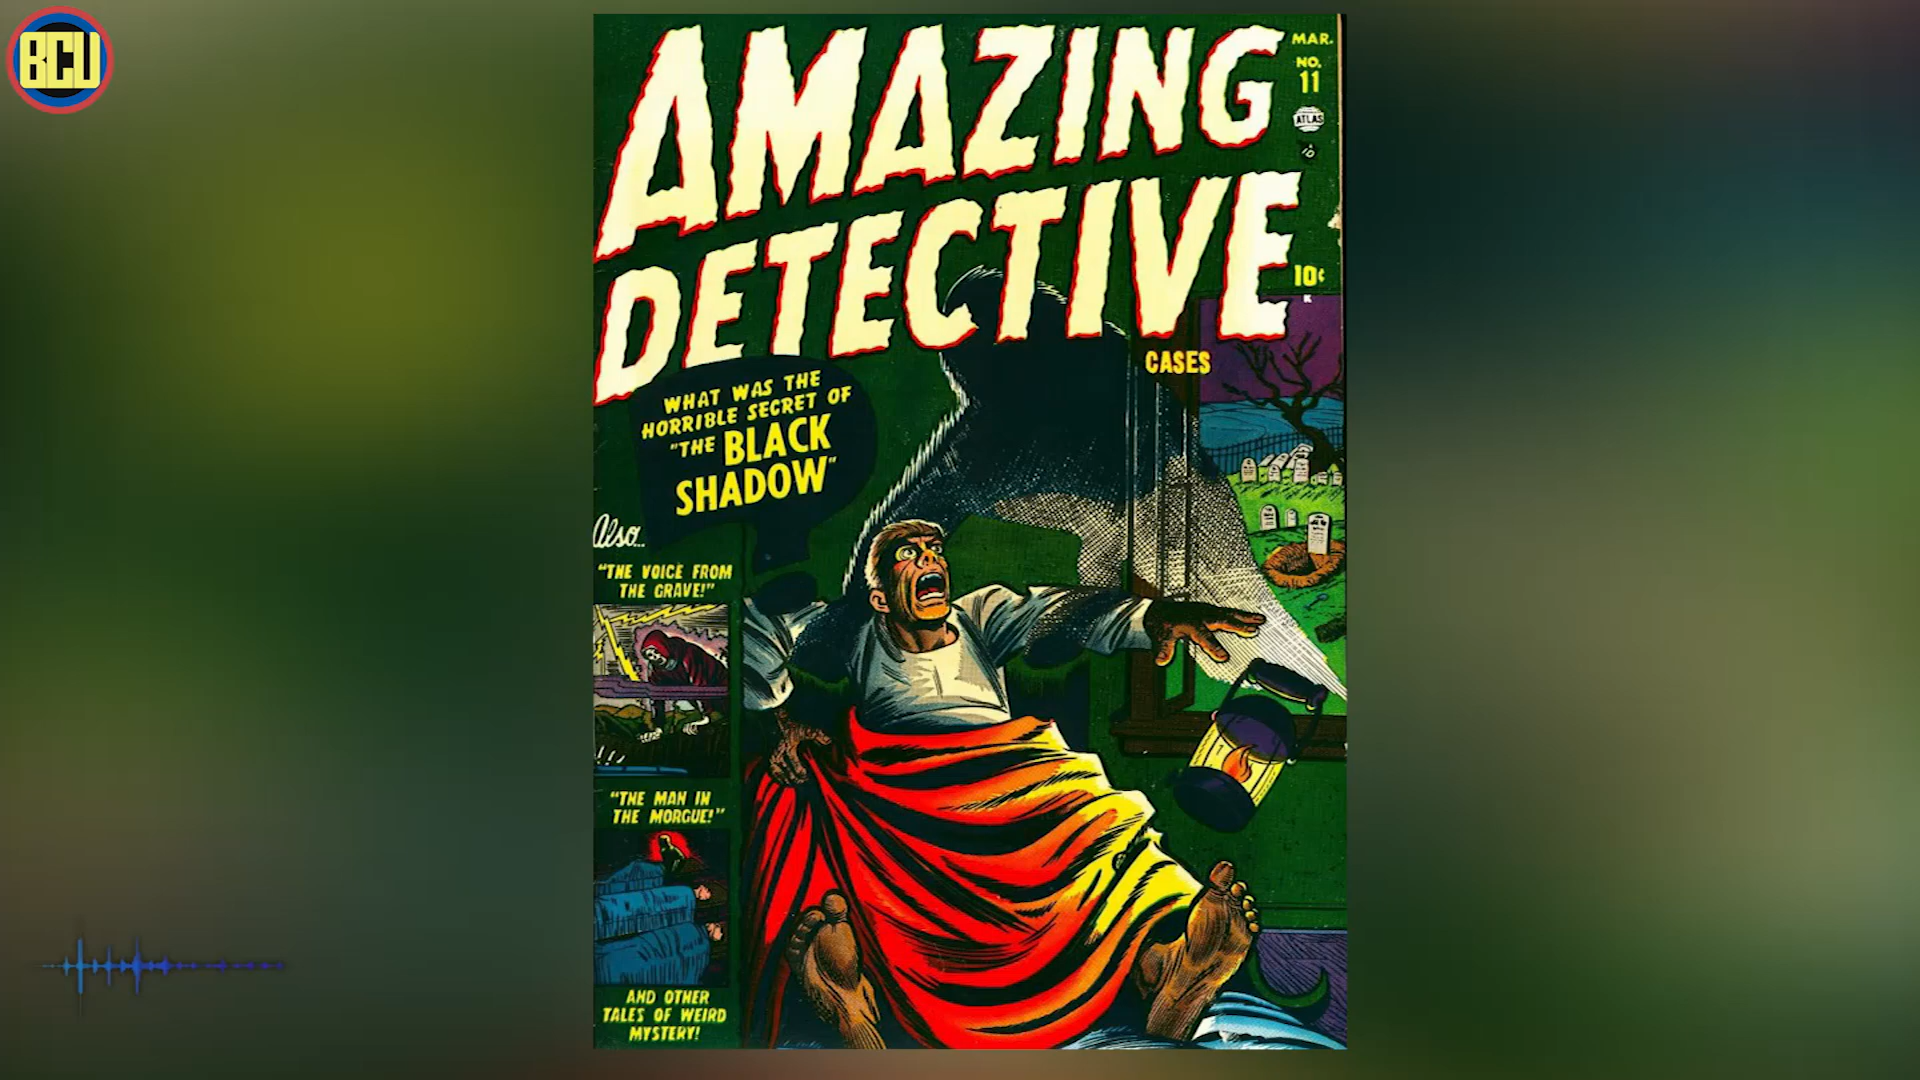 BCU
AMAZING
DETECTIVE
CASES
MAR.
NO.
11
ATLAS
10¢
K
WHAT WAS THE
HORRIBLE SECRET OF
"THE BLACK
SHADOW"
Also...
"THE VOICE FROM
THE GRAVE!"
"THE MAN IN
THE MORGUE!"
AND OTHER
TALES OF WEIRD
MYSTERY!